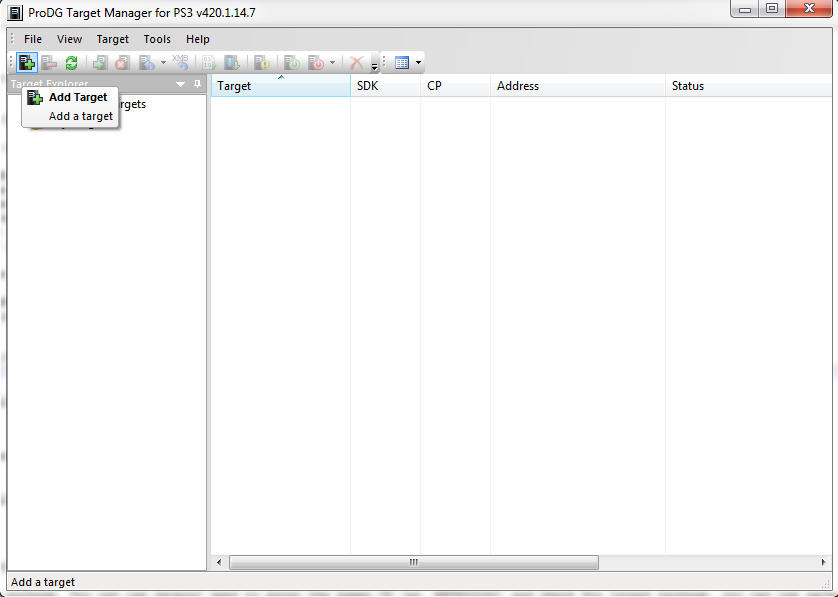 ProDG Target Manager for PS3 v420.1.14.7
File View Target Tools Help
XMB
Target Explorer
Target SDK CP Address Status
Add Target
Add a target
rgets
Add a target